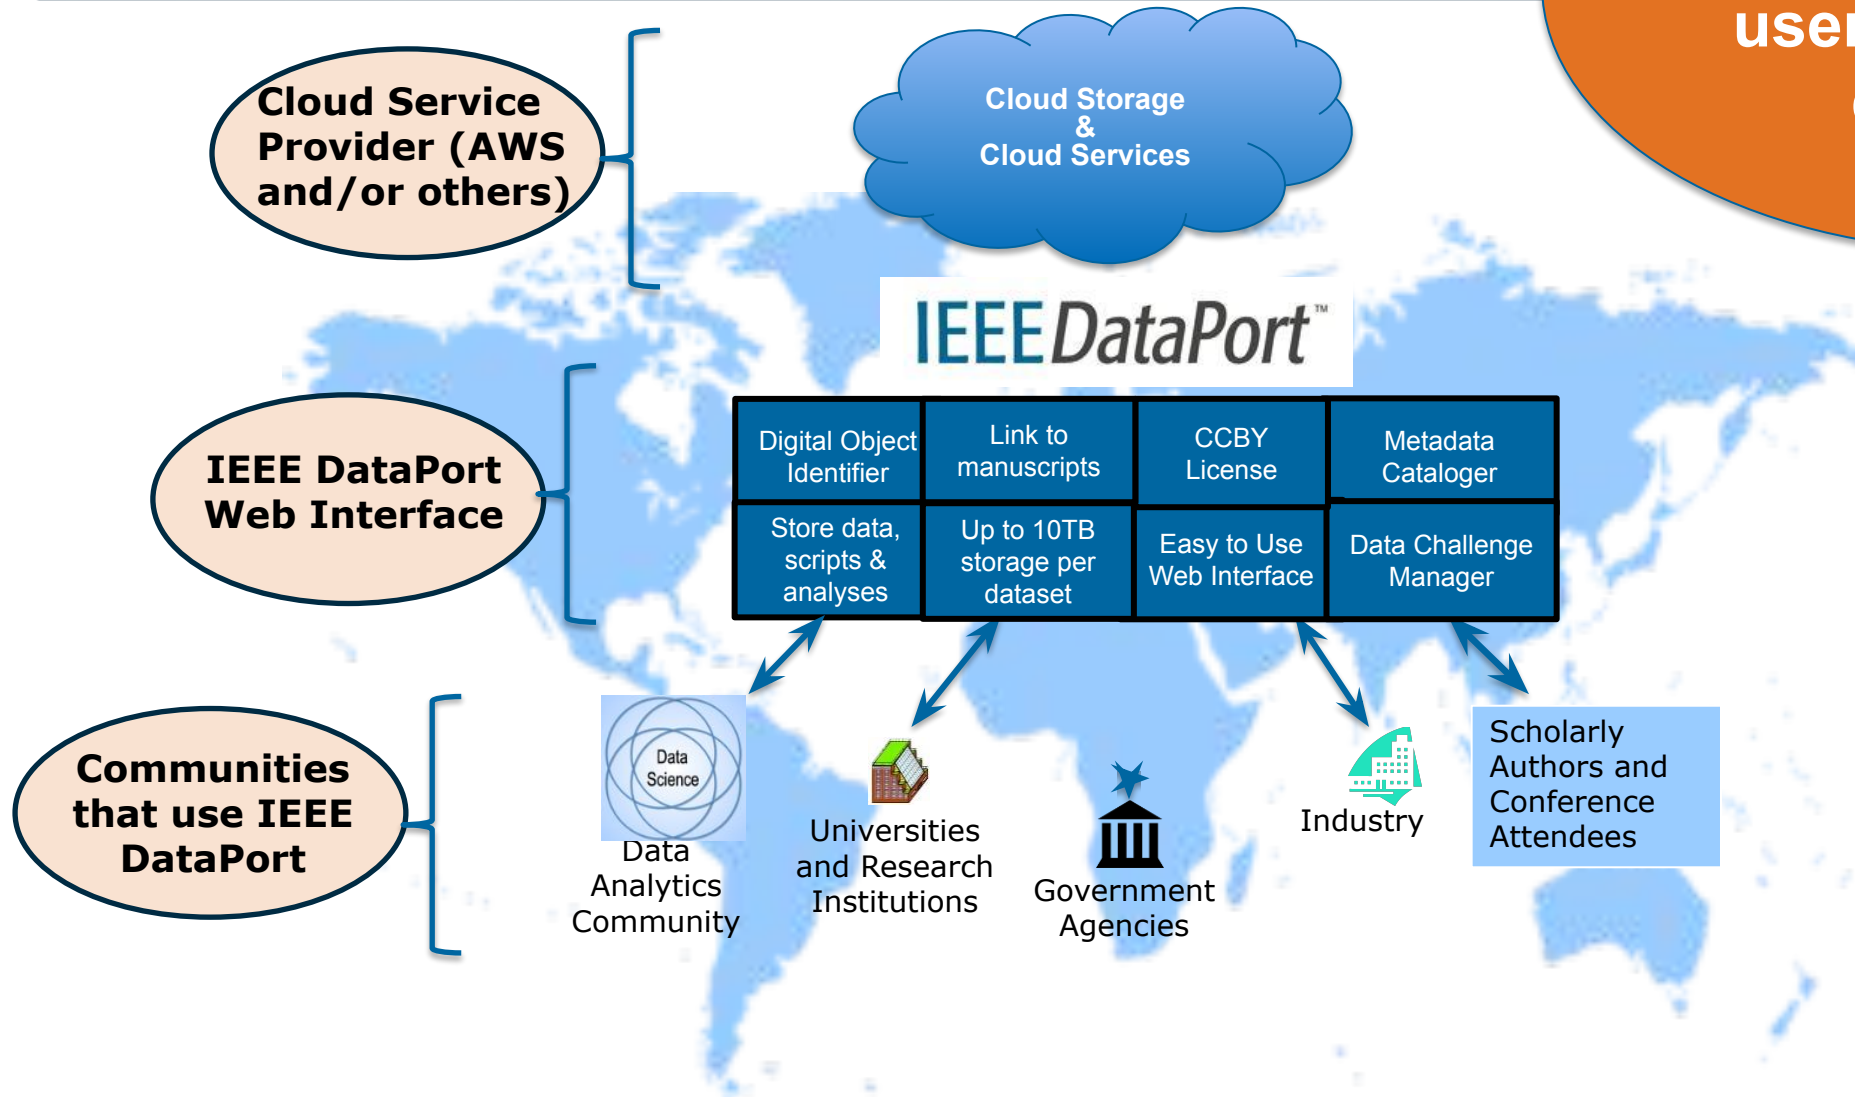 user
Cloud Service
Provider (AWS
and/or others)
Cloud Storage
&
Cloud Services
IEEE DataPort™
IEEE DataPort
Web Interface
Digital Object
Identifier
Link to
manuscripts
CCBY
License
Metadata
Cataloger
Store data,
scripts &
analyses
Up to 10TB
storage per
dataset
Easy to Use
Web Interface
Data Challenge
Manager
Communities
that use IEEE
DataPort
Data
Science
Data
Analytics
Community
Universities
and Research
Institutions
Government
Agencies
Industry
Scholarly
Authors and
Conference
Attendees